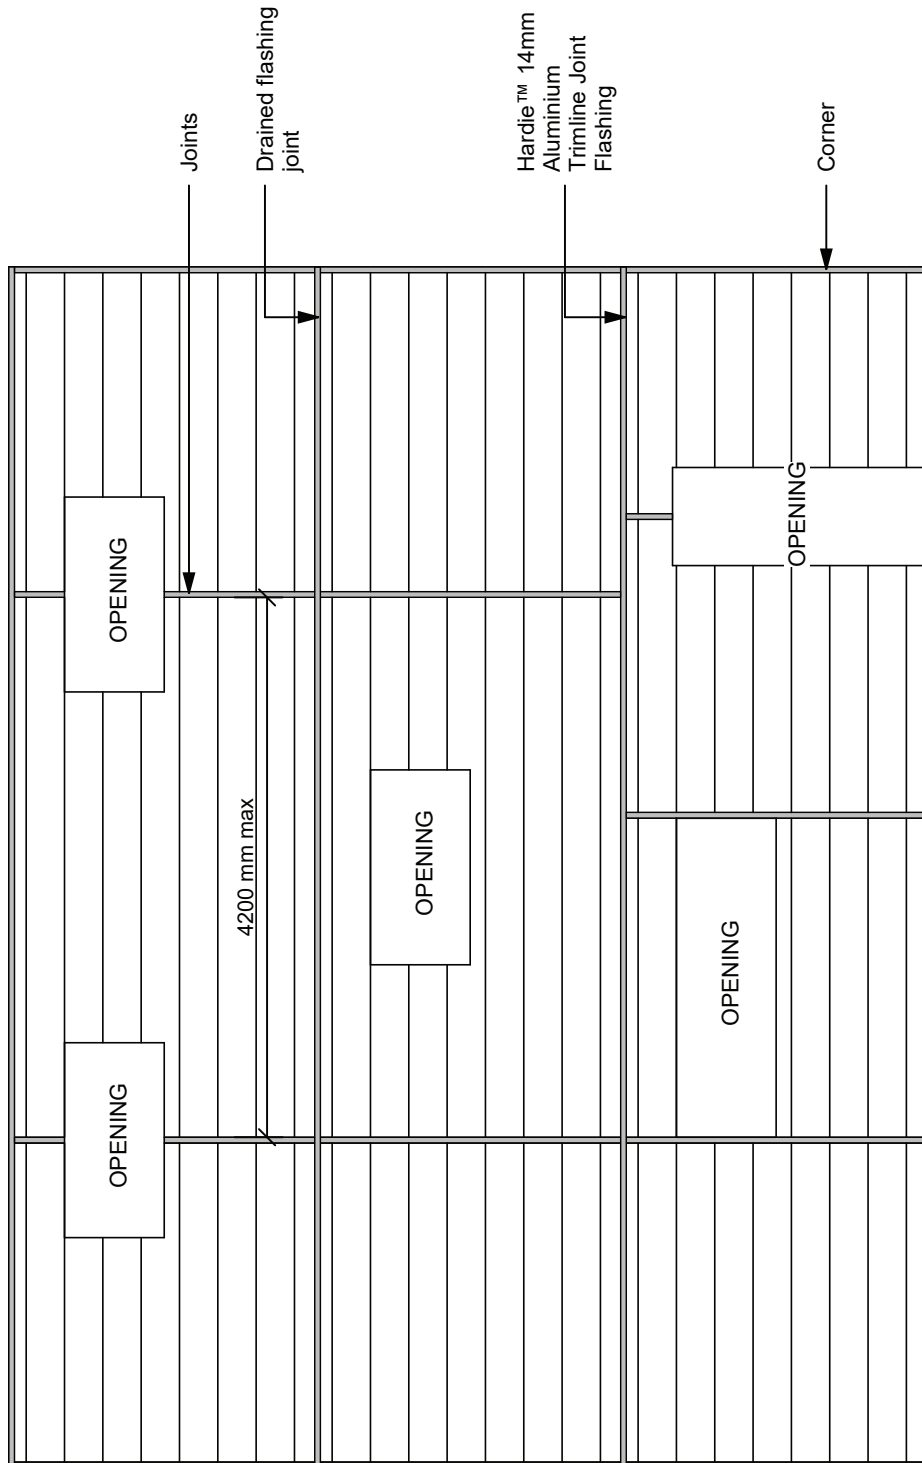 Joints
Drained flashing
joint
Hardie™ 14mm
Aluminium
Trimline Joint
Flashing
Corner
OPENING
OPENING
4200 mm max
OPENING
OPENING
OPENING